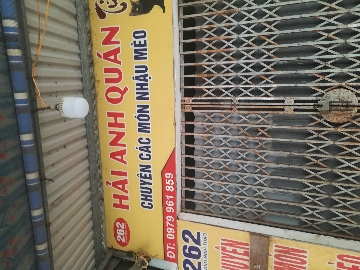 262
HẢI ANH QUÁN
CHUYÊN CÁC MÓN NHẬU MÈO
ĐT: 0979 961 859
262